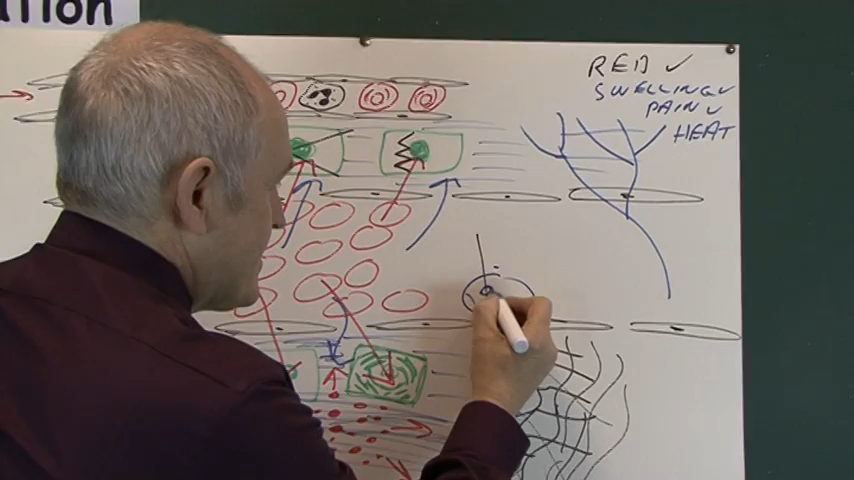 ation
RED ✓
SWELLING ✓
PAIN ✓
HEAT